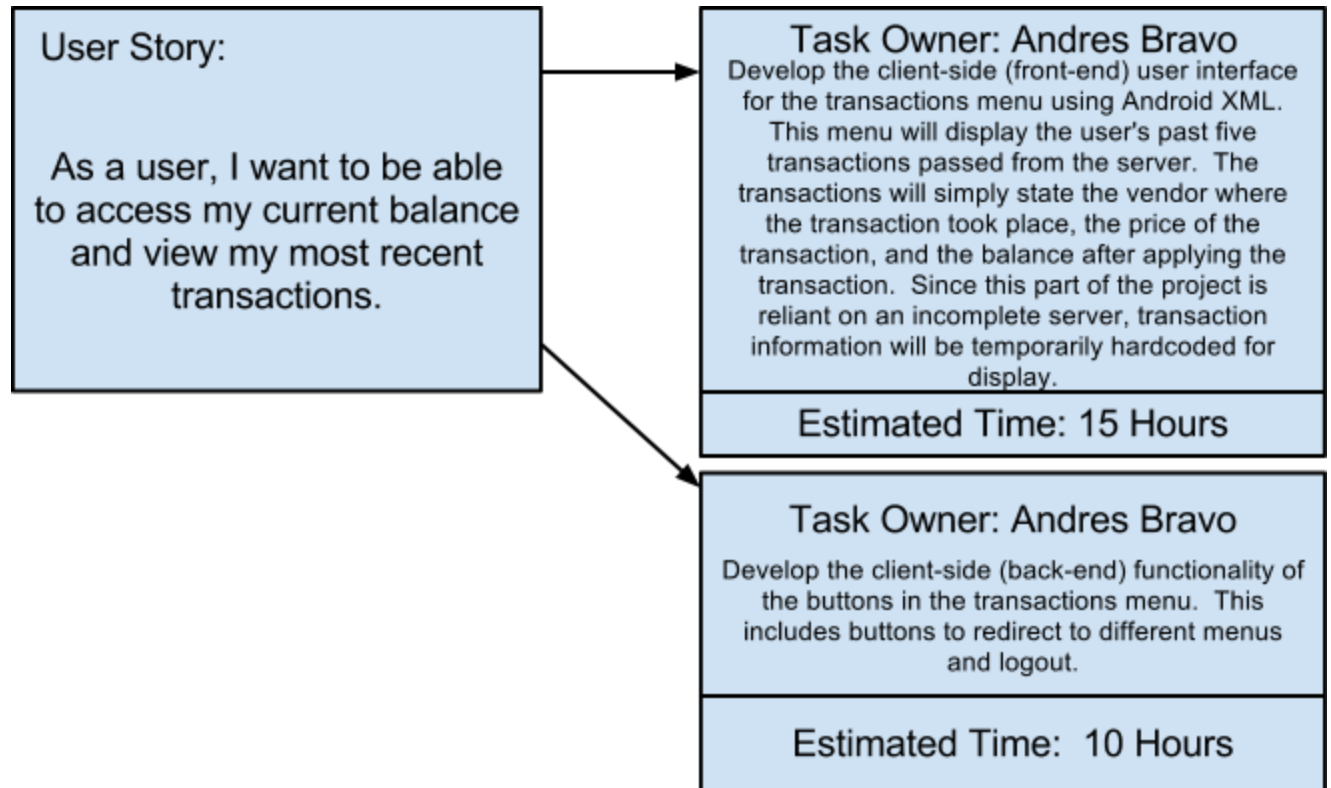 User Story:
As a user, I want to be able
to access my current balance
and view my most recent
transactions.
Task Owner: Andres Bravo
Develop the client-side (front-end) user interface
for the transactions menu using Android XML.
This menu will display the user's past five
transactions passed from the server.  The
transactions will simply state the vendor where
the transaction took place, the price of the
transaction, and the balance after applying the
transaction.  Since this part of the project is
reliant on an incomplete server, transaction
information will be temporarily hardcoded for
display.
Estimated Time: 15 Hours
Task Owner: Andres Bravo
Develop the client-side (back-end) functionality of
the buttons in the transactions menu.  This
includes buttons to redirect to different menus
and logout.
Estimated Time:  10 Hours